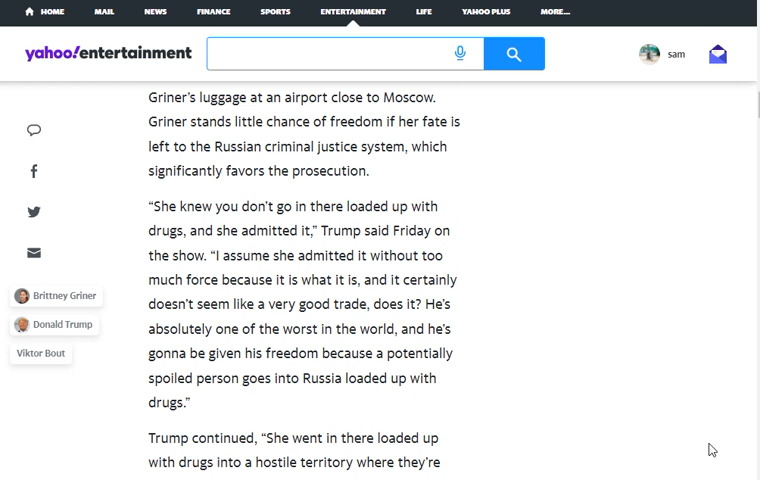 HOME MAIL NEWS FINANCE SPORTS ENTERTAINMENT LIFE YAHOO PLUS MORE...
yahoo!entertainment
sam
Griner’s luggage at an airport close to Moscow.
Griner stands little chance of freedom if her fate is
left to the Russian criminal justice system, which
significantly favors the prosecution.
“She knew you don’t go in there loaded up with
drugs, and she admitted it,” Trump said Friday on
the show. “I assume she admitted it without too
much force because it is what it is, and it certainly
doesn’t seem like a very good trade, does it? He’s
absolutely one of the worst in the world, and he’s
gonna be given his freedom because a potentially
spoiled person goes into Russia loaded up with
drugs.”
Trump continued, “She went in there loaded up
with drugs into a hostile territory where they’re
Brittney Griner
Donald Trump
Viktor Bout